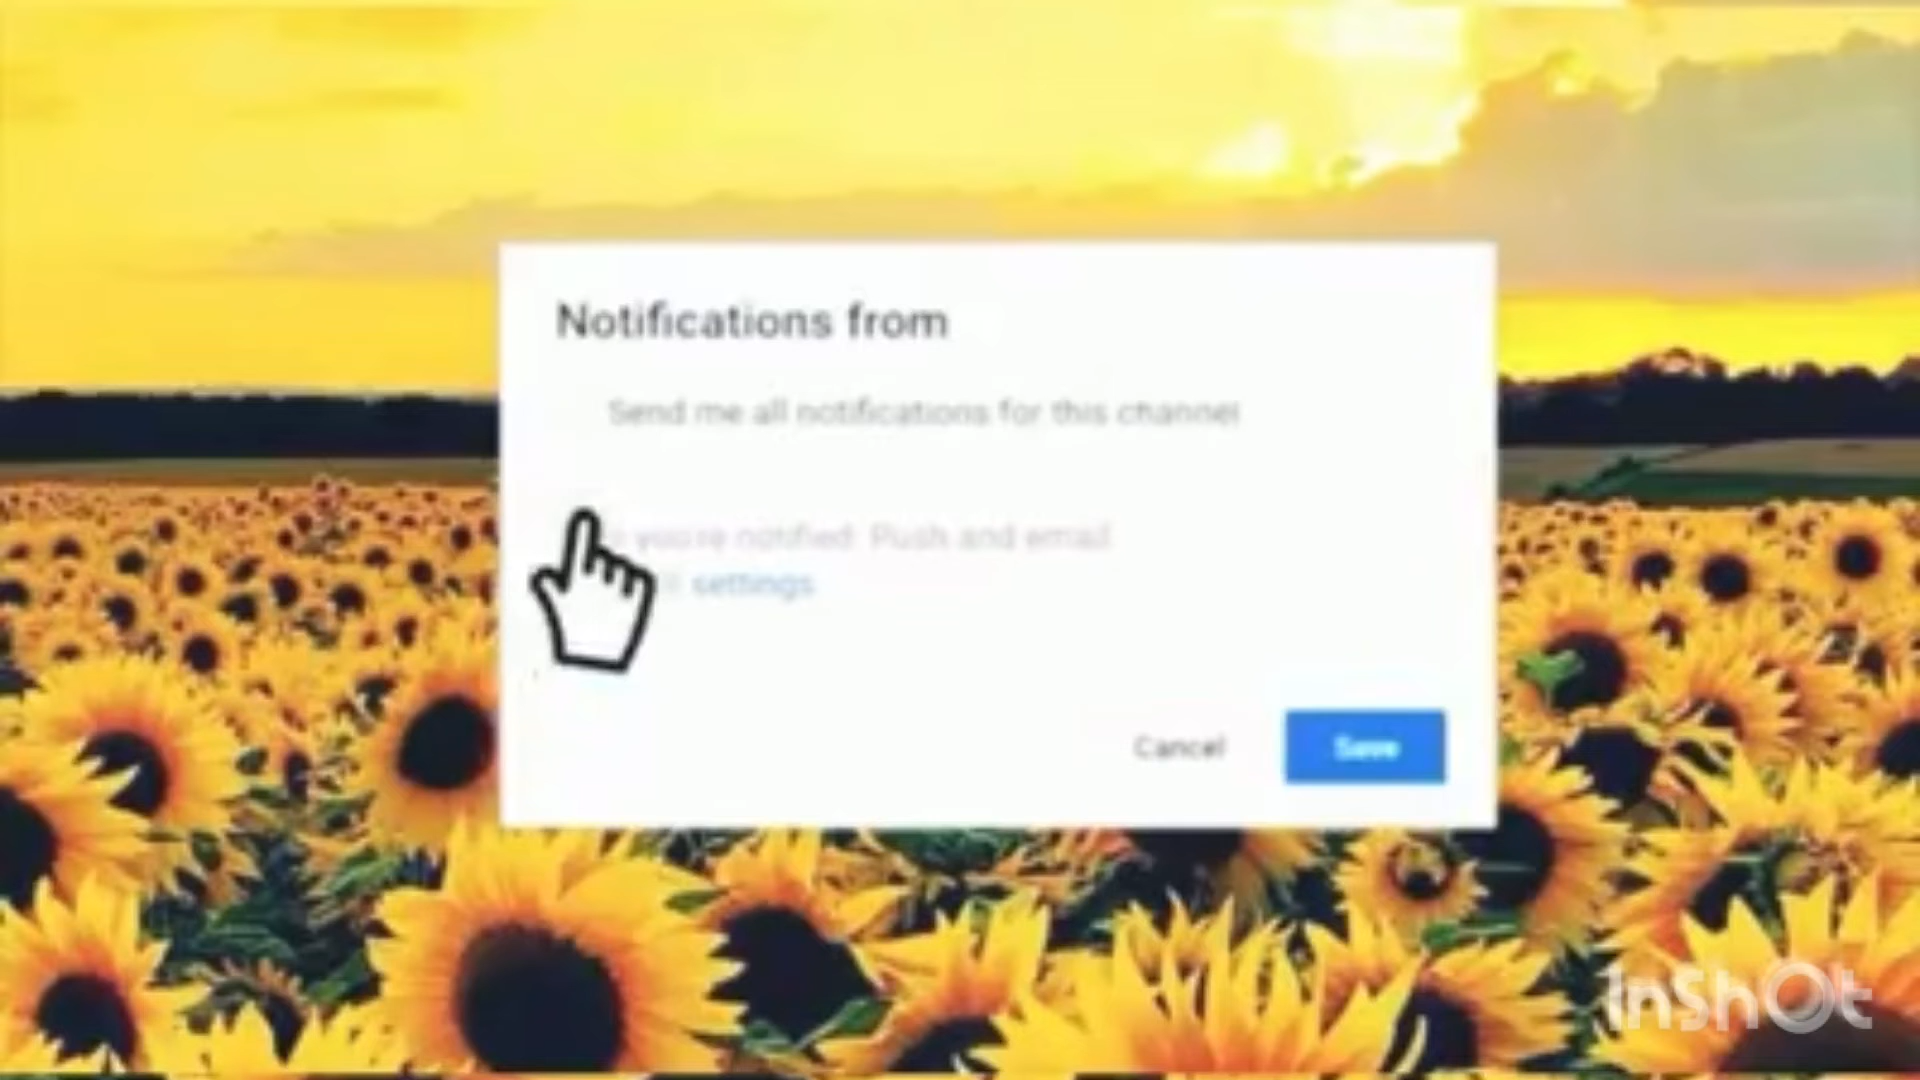 Notifications from
Send me all notifications for this channel
you're notified: Push and email
settings
Cancel
Save
InShOt